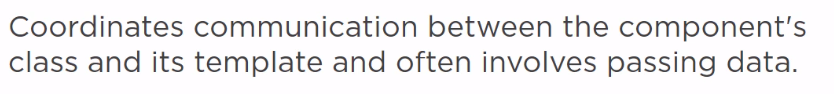 Coordinates communication between the component's
class and its template and often involves passing data.